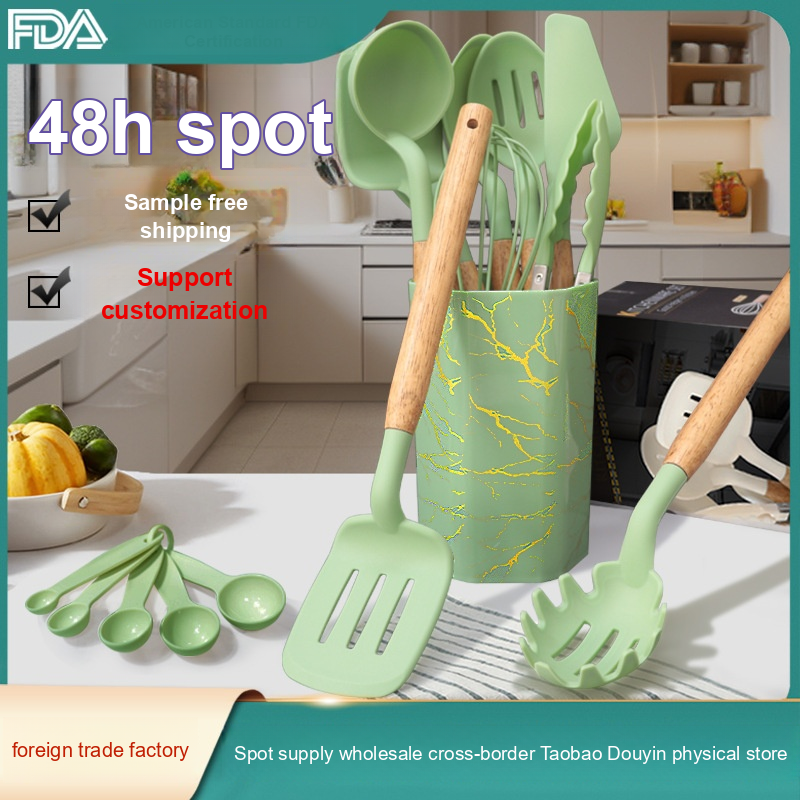 FDA
48h spot
Sample free
shipping
Support
customization
foreign trade factory
Spot supply wholesale cross-border Taobao Douyin physical store